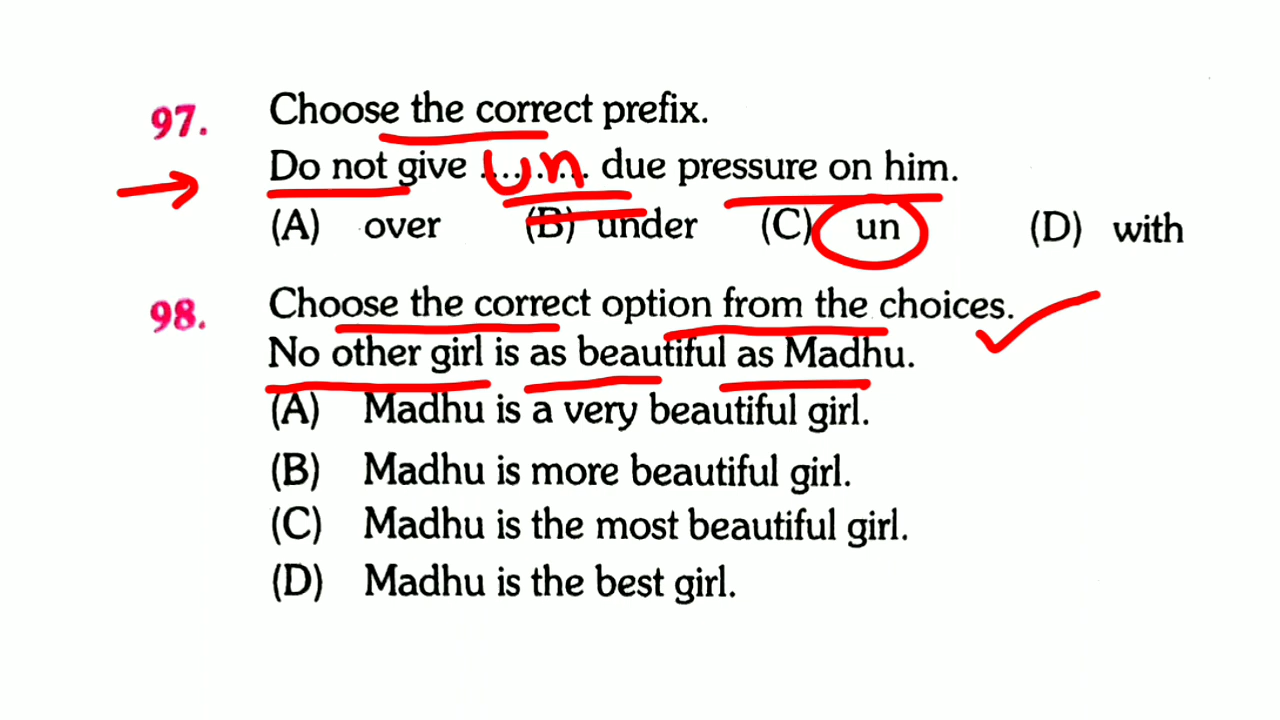 97. Choose the correct prefix.
Do not give ......... due pressure on him.
un
(A) over (B) under (C) un (D) with
98. Choose the correct option from the choices.
No other girl is as beautiful as Madhu.
(A) Madhu is a very beautiful girl.
(B) Madhu is more beautiful girl.
(C) Madhu is the most beautiful girl.
(D) Madhu is the best girl.